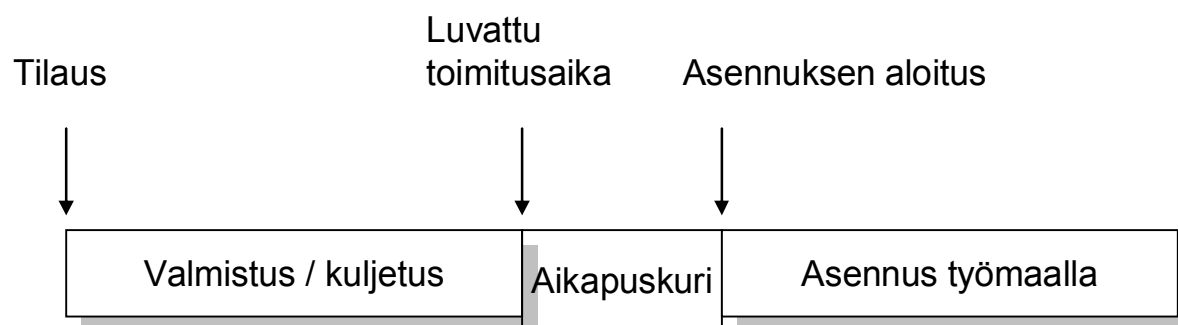 Tilaus
Luvattu
toimitusaika
Asennuksen aloitus
Valmistus / kuljetus
Aikapuskuri
Asennus työmaalla